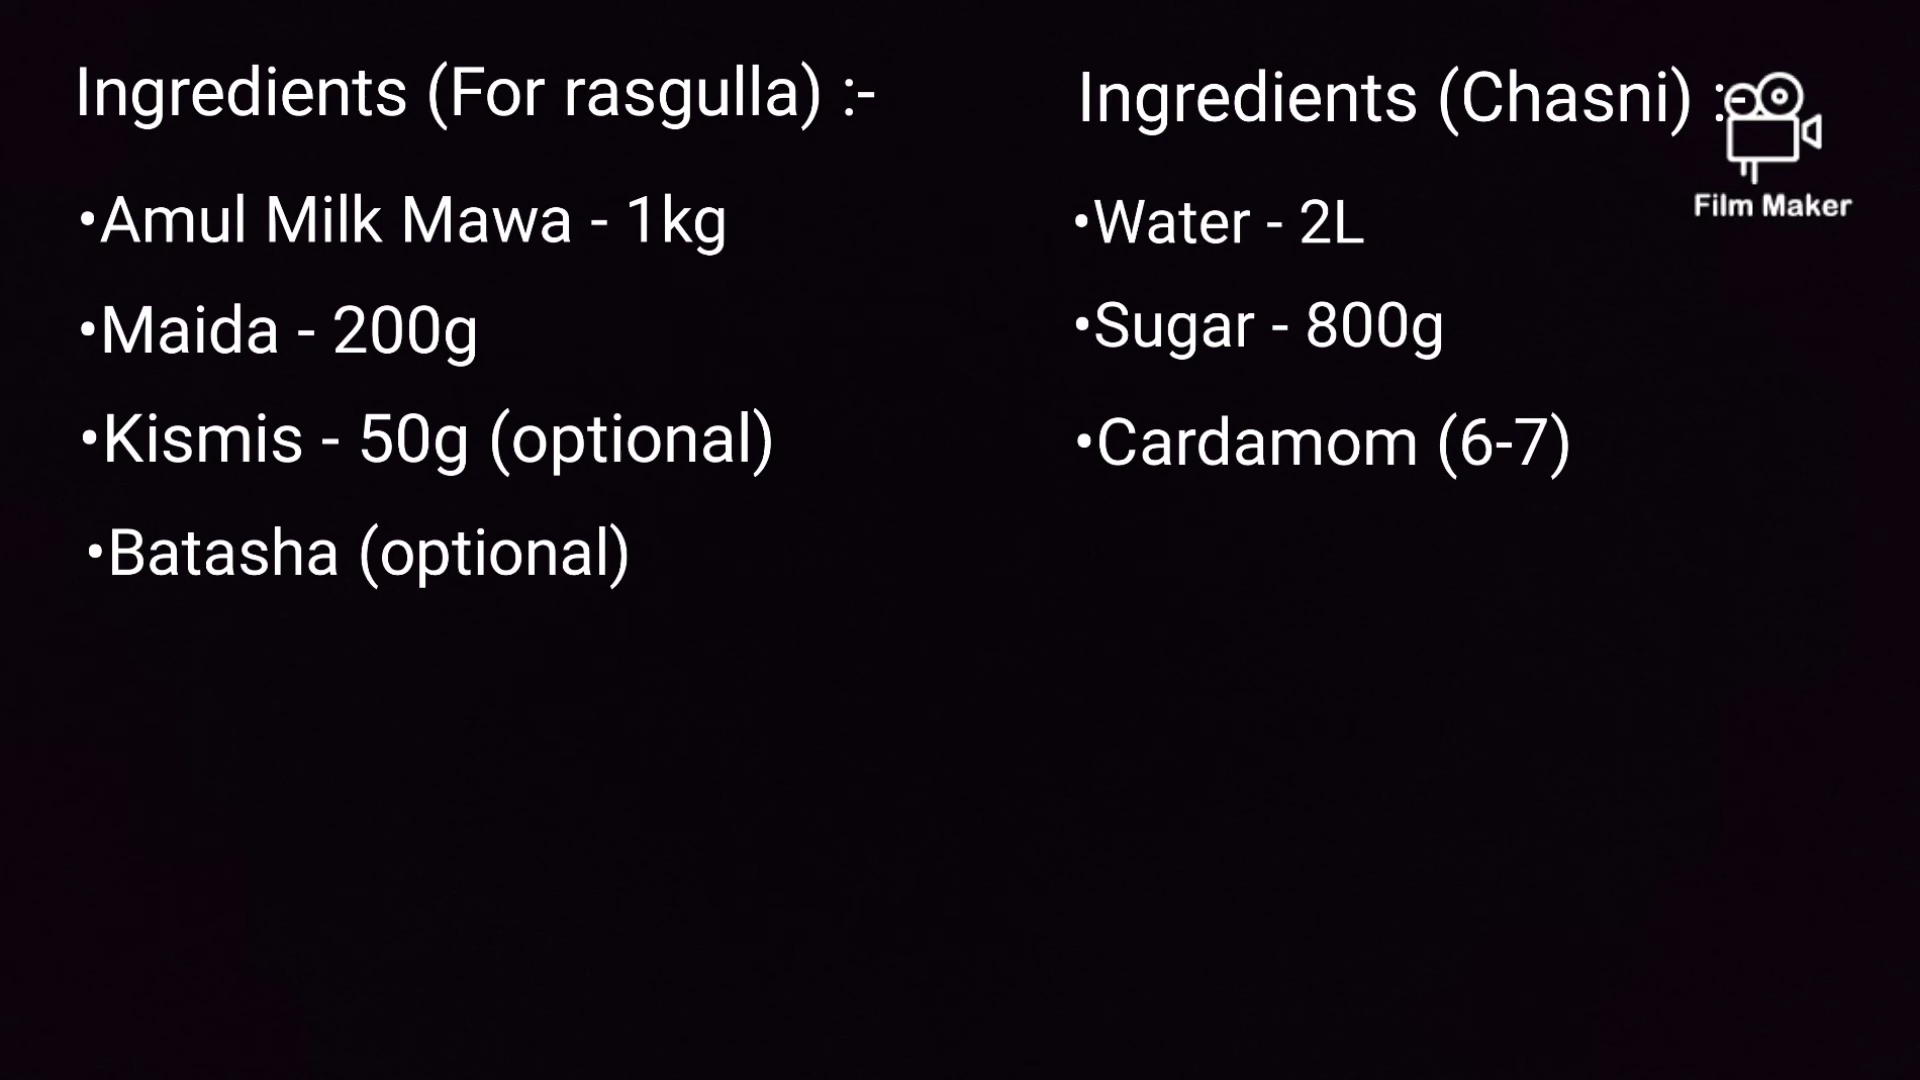 Ingredients (For rasgulla) :-
•Amul Milk Mawa - 1kg
•Maida - 200g
•Kismis - 50g (optional)
•Batasha (optional)
Ingredients (Chasni) :-
•Water - 2L
•Sugar - 800g
•Cardamom (6-7)
Film Maker